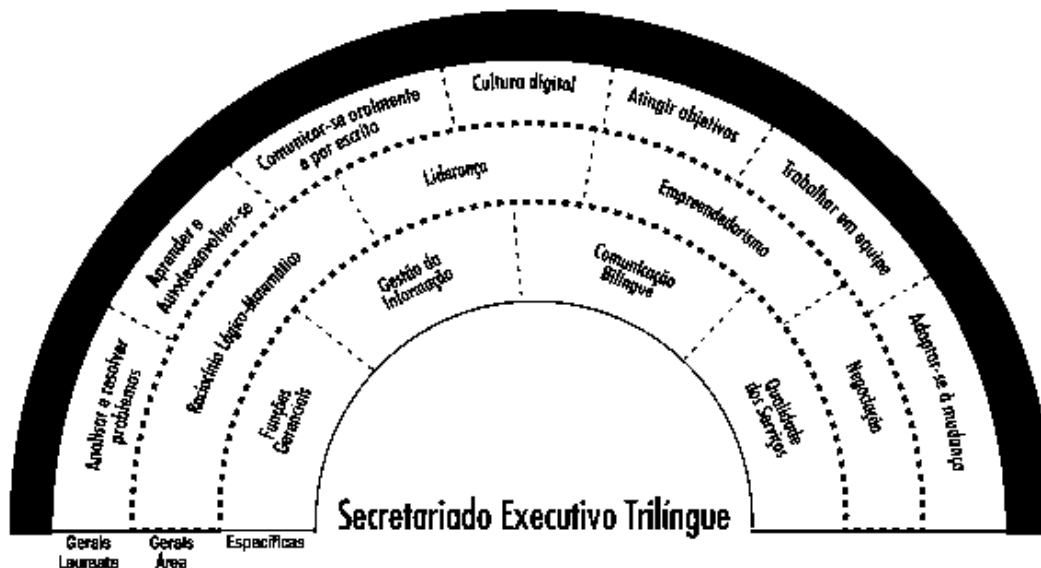 Analisar e resolver
problemas
Aprender e
Autodesenvolver-se
Comunicar-se oralmente
e por escrito
Cultura digital
Atingir objetivos
Trabalhar em equipe
Adaptar-se à mudança
Raciocínio Lógico-Matemático
Liderança
Empreendedorismo
Negociação
Funções
Gerenciais
Gestão da
Informação
Comunicação
Bilíngue
Qualidade
dos Serviços
Secretariado Executivo Trilíngue
Gerais
Laureate
Gerais
Área
Específicas